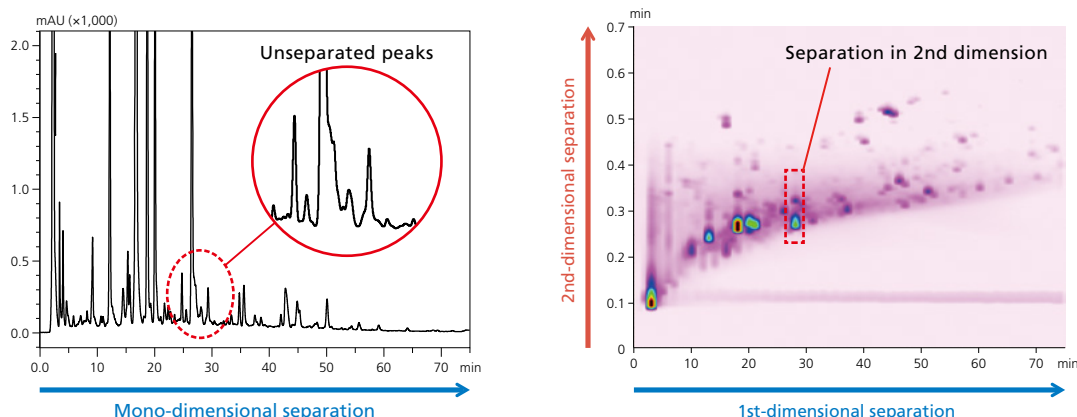 mAU (×1,000)
2.0
1.5
1.0
0.5
0.0
Unseparated peaks
0.0 10 20 30 40 50 60 70 min
Mono-dimensional separation
min
0.7
0.6
0.5
0.4
0.3
0.2
0.1
0
2nd-dimensional separation
Separation in 2nd dimension
0 10 20 30 40 50 60 70 min
1st-dimensional separation